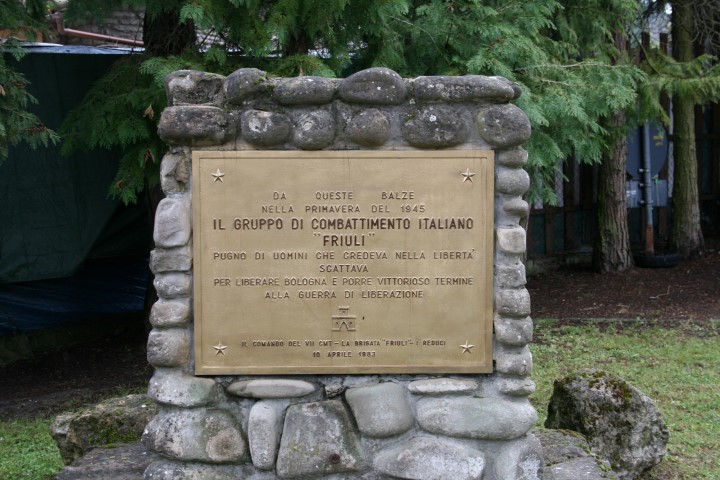 DA QUESTE BALZE
NELLA PRIMAVERA DEL 1945
IL GRUPPO DI COMBATTIMENTO ITALIANO
"FRIULI"
PUGNO DI UOMINI CHE CREDEVA NELLA LIBERTÀ
SCATTAVA
PER LIBERARE BOLOGNA E PORRE VITTORIOSO TERMINE
ALLA GUERRA DI LIBERAZIONE
IL COMANDO DEL VII CMT - LA BRIGATA "FRIULI" - I REDUCI
10 APRILE 1983